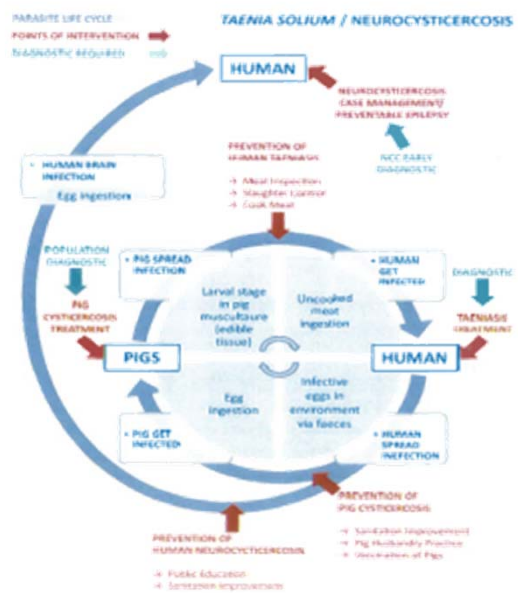 PARASITE LIFE CYCLE
POINTS OF INTERVENTION
DIAGNOSTIC REQUIRED
TAENIA SOLIUM / NEUROCYSTICERCOSIS
HUMAN
NEUROCYSTICERCOSIS
CASE MANAGEMENT/
PREVENTABLE EPILEPSY
NCC EARLY
DIAGNOSTIC
PREVENTION OF
HUMAN TAENIASIS
→ Meat Inspection
→ Slaughter Control
→ Cook Meat
• HUMAN BRAIN
INFECTION
Egg ingestion
POPULATION
DIAGNOSTIC
PIG
CYSTICERCOSIS
TREATMENT
• PIG SPREAD
INFECTION
• HUMAN
GET
INFECTED
DIAGNOSTIC
TAENIASIS
TREATMENT
Larval stage
in pig
muscultaure
(edible
tissue)
Uncooked
meat
ingestion
PIGS
HUMAN
Egg
ingestion
Infective
eggs in
environment
via faeces
• PIG GET
INFECTED
• HUMAN
SPREAD
INEFECTION
PREVENTION OF
PIG CYSTICERCOSIS
→ Sanitation Improvement
→ Pig Husbandry Practice
→ Vaccination of Pigs
PREVENTION OF
HUMAN NEUROCYCTICERCOSIS
→ Public Education
→ Sanitation Improvement